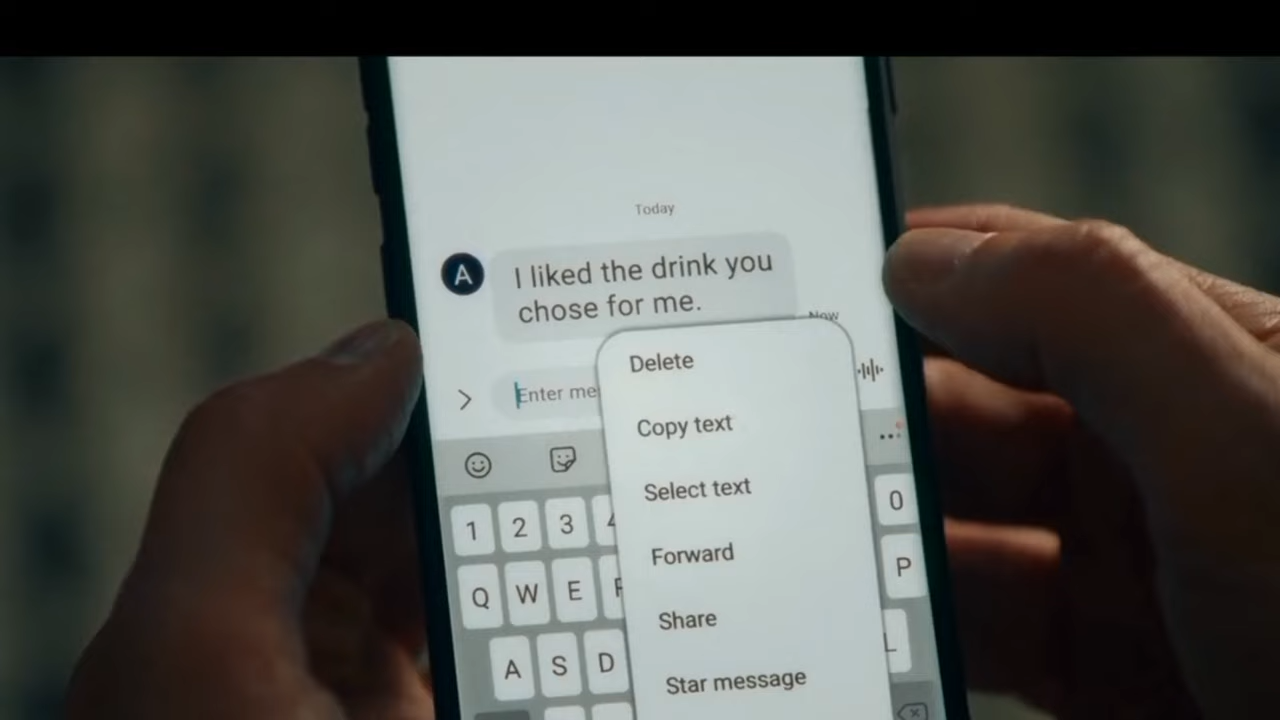 Today
A
I liked the drink you
chose for me.
Now
Delete
Enter me
Copy text
Select text
1 2 3 4 0
Forward
Q W E P
Share
A S D L
Star message